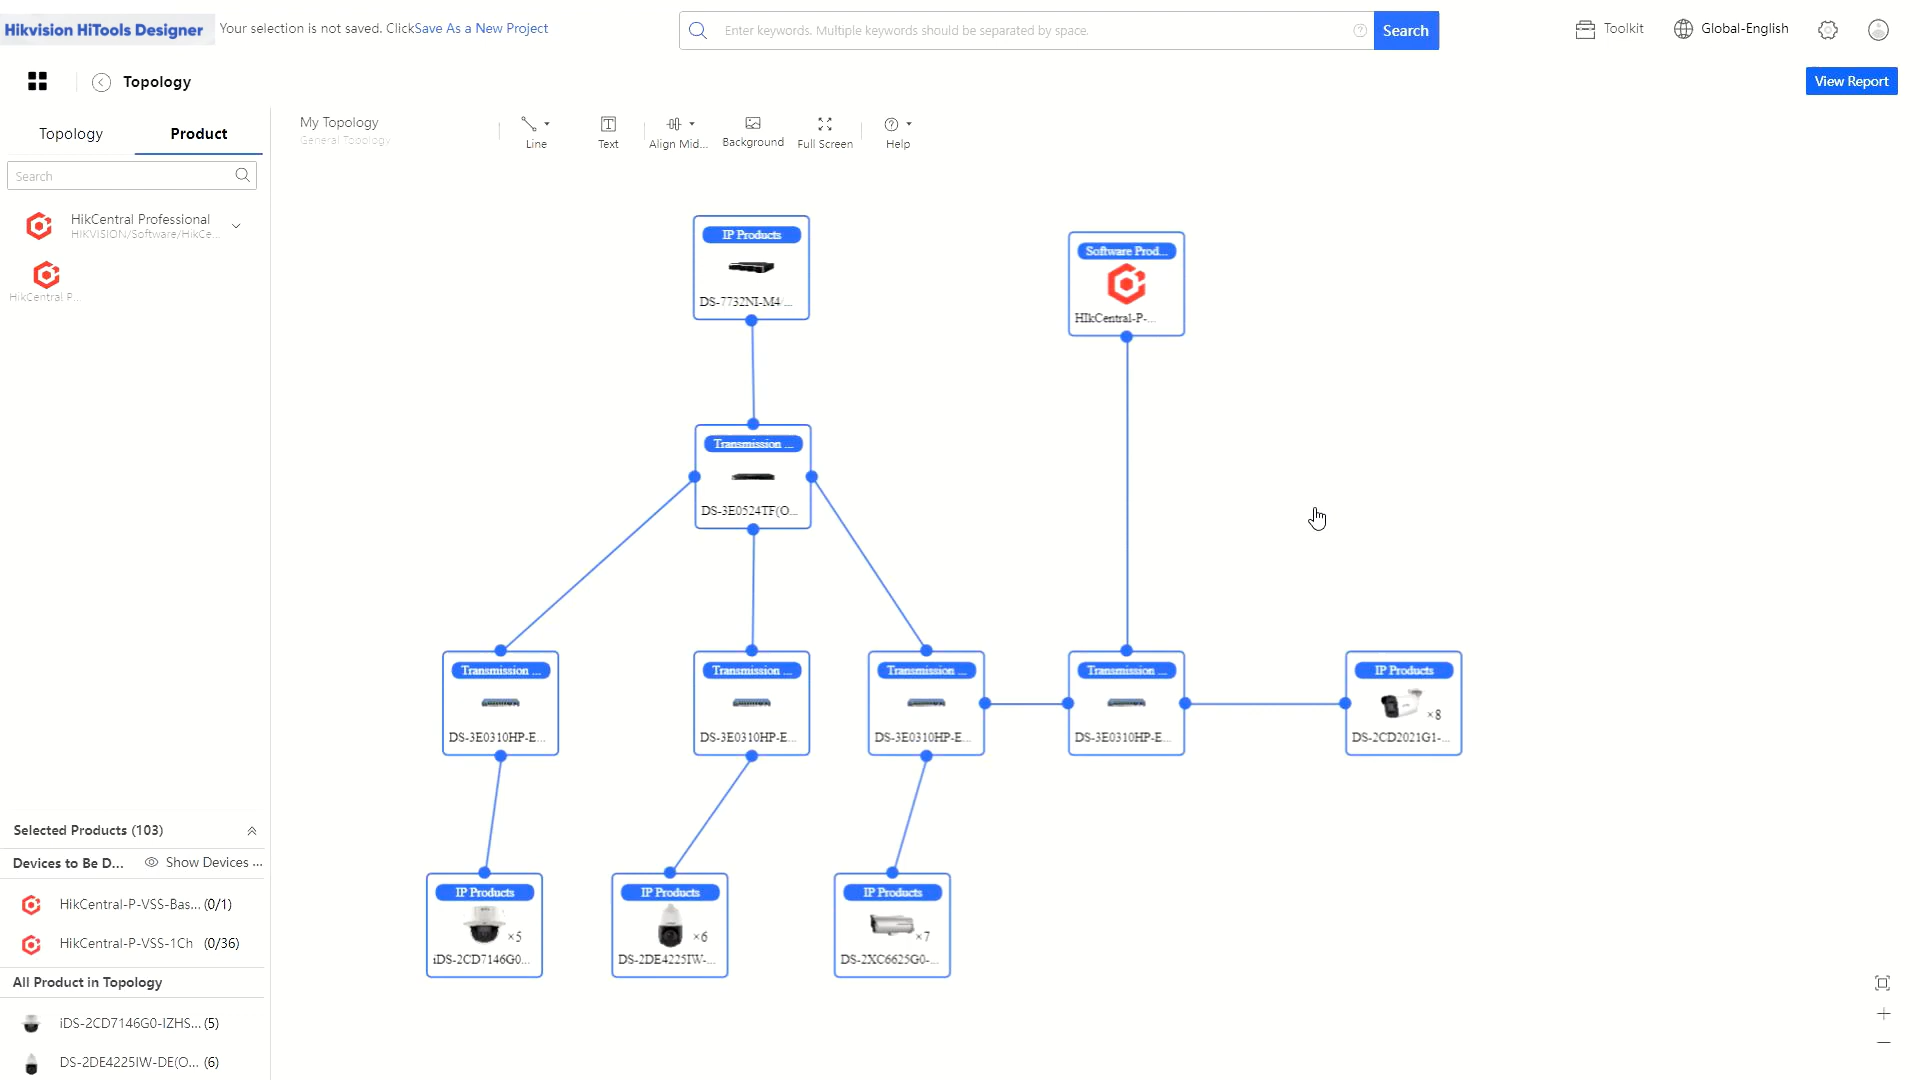 Hikvision HiTools Designer
Your selection is not saved. ClickSave As a New Project
Enter keywords. Multiple keywords should be separated by space.
Search
Toolkit
Global-English
Topology
View Report
Topology
Product
My Topology
General Topology
Line
Text
Align Mid...
Background
Full Screen
Help
Search
HikCentral Professional
HIKVISION/Software/HikCe...
HikCentral P...
IP Products
DS-7732NI-M4/...
Software Prod...
HIkCentral-P-...
Transmission ...
DS-3E0524TF(O...
Transmission ...
DS-3E0310HP-E...
Transmission ...
DS-3E0310HP-E...
Transmission ...
DS-3E0310HP-E...
Transmission ...
DS-3E0310HP-E...
IP Products
×8
DS-2CD2021G1-...
IP Products
×5
iDS-2CD7146G0...
IP Products
×6
DS-2DE4225IW-...
IP Products
×7
DS-2XC6625G0-...
Selected Products (103)
Devices to Be D...
Show Devices ...
HikCentral-P-VSS-Bas... (0/1)
HikCentral-P-VSS-1Ch (0/36)
All Product in Topology
iDS-2CD7146G0-IZHS... (5)
DS-2DE4225IW-DE(O... (6)